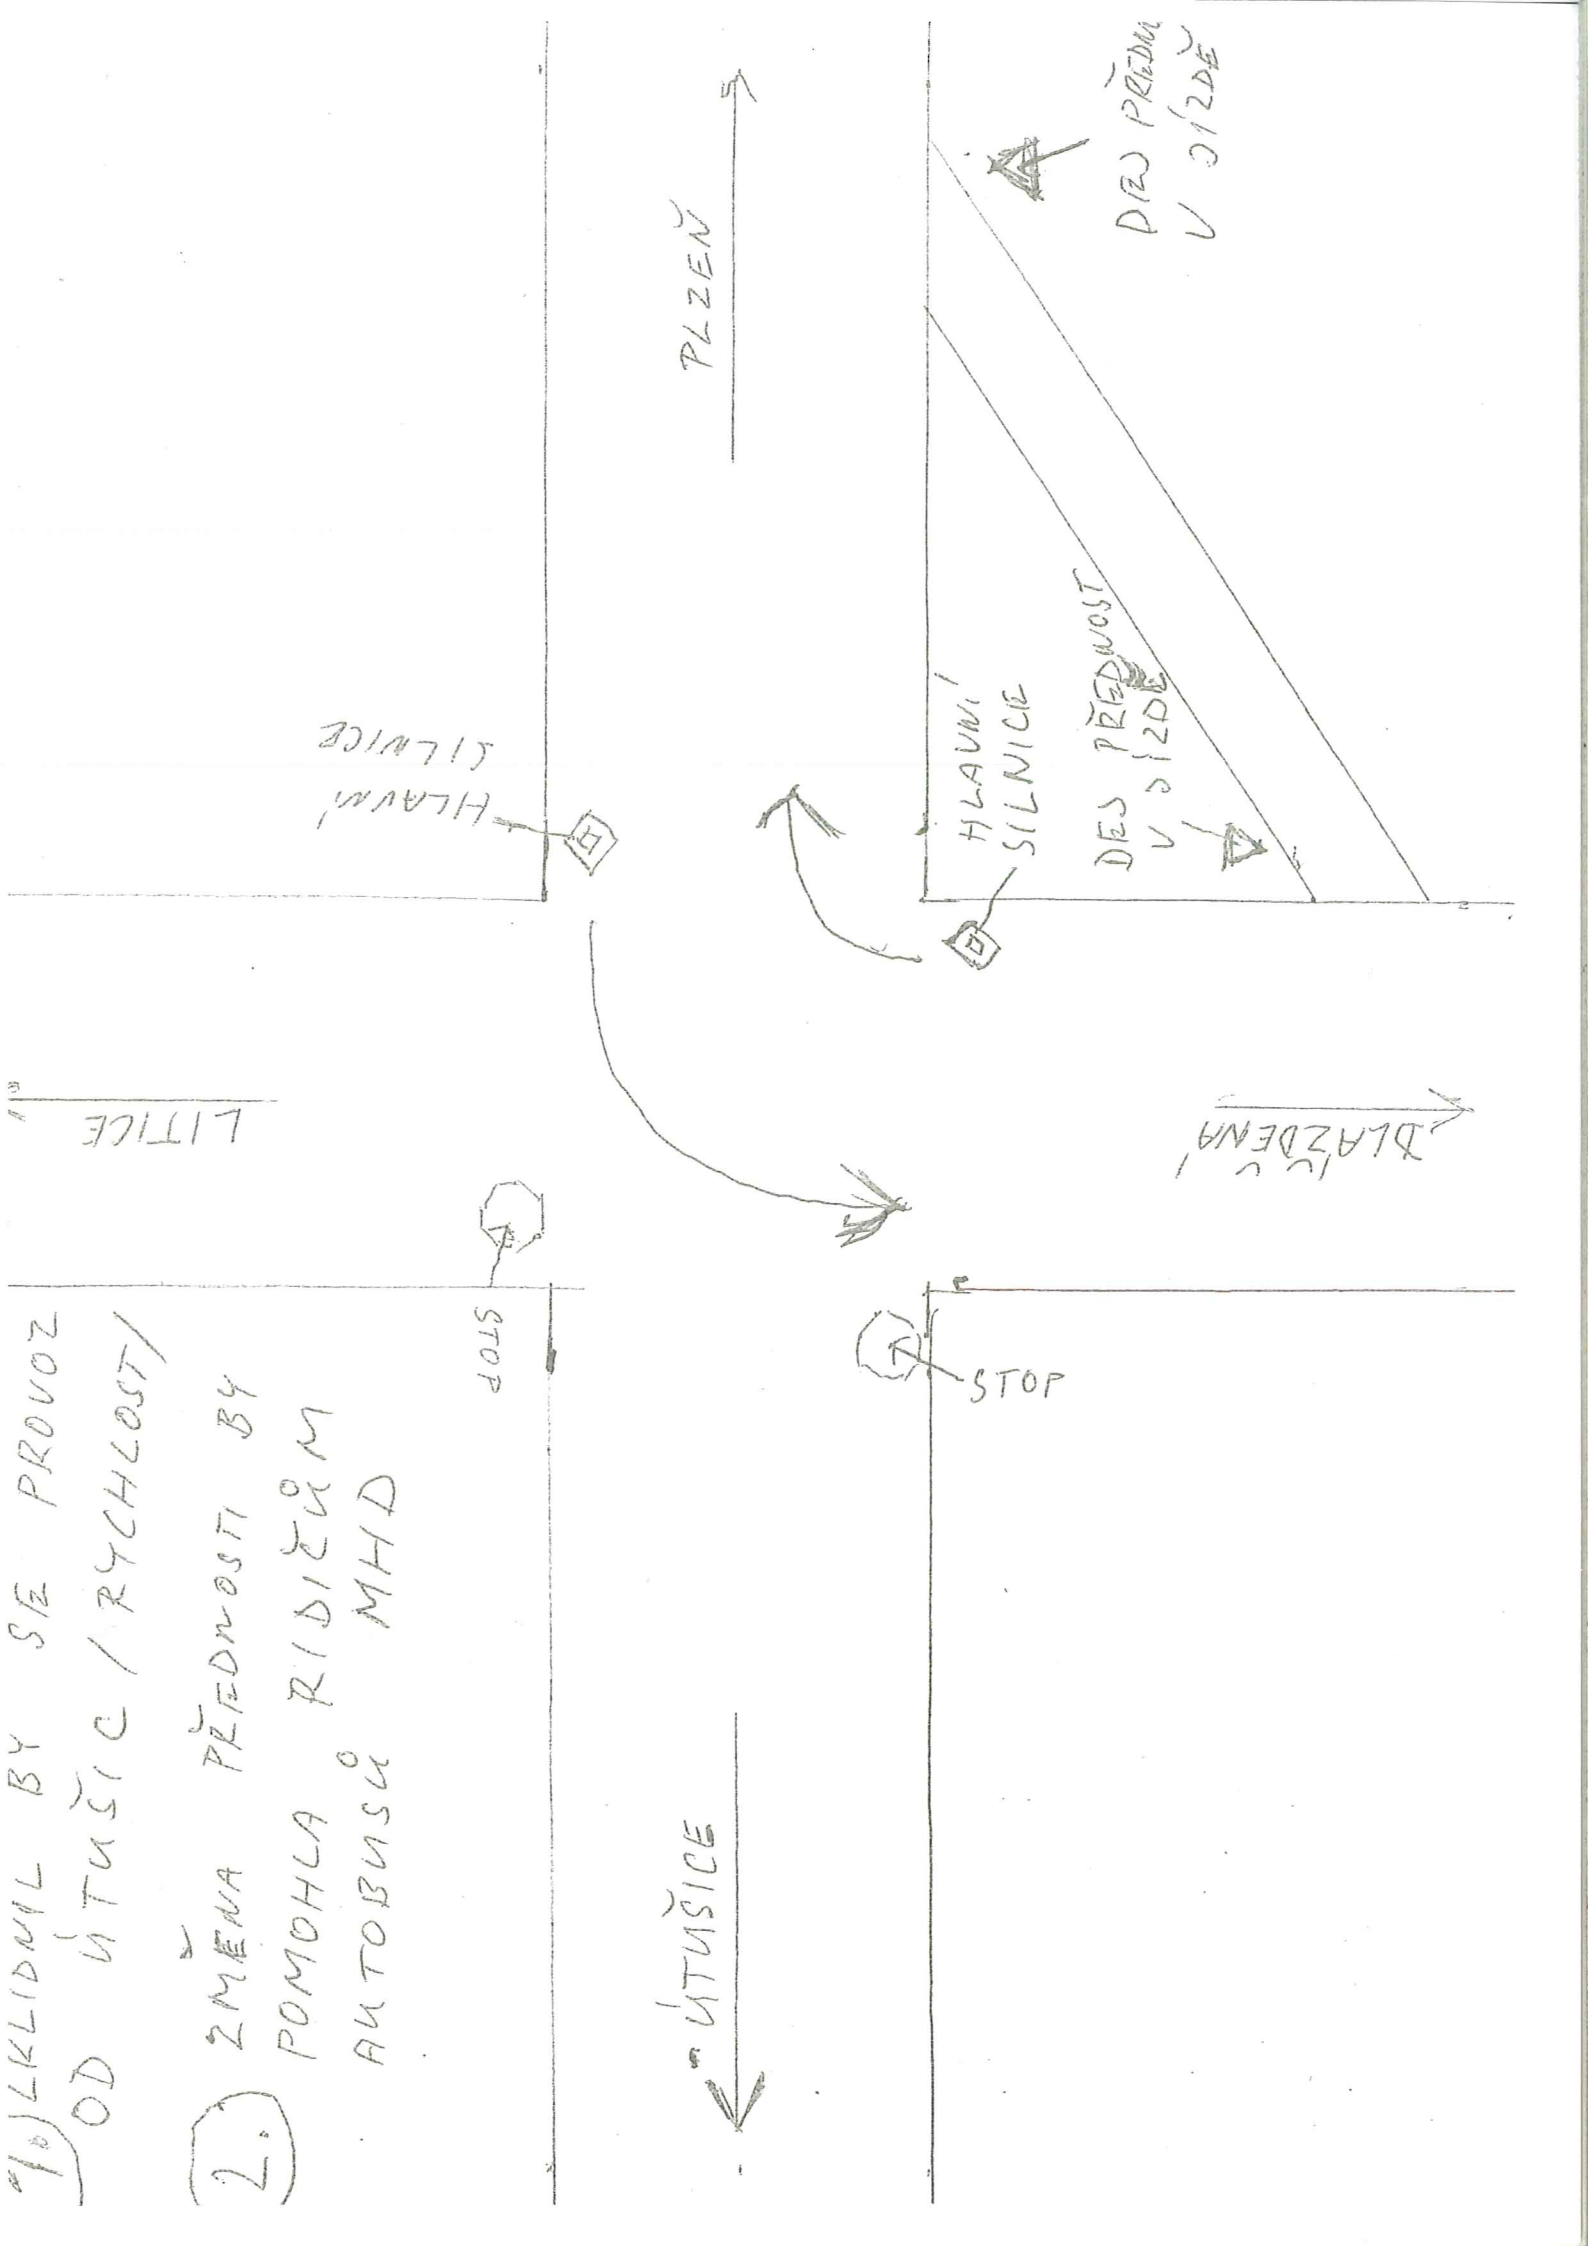 1.) UKLIDNIL BY SE PROVOZ
OD ÚTUŠIC / RYCHLOST /
2.) ZMĚNA PŘEDNOSTI BY
POMOHLA ŘIDIČŮM
AUTOBUSŮ MHD
STOP
LITICE
HLAVNÍ
SILNICE
ÚTUŠICE
PLZEŇ
STOP
HLAVNÍ
SILNICE
DEJ PŘEDNOST
V JÍZDĚ
DEJ PŘEDN
V JÍZDĚ
DLÁŽDĚNÁ